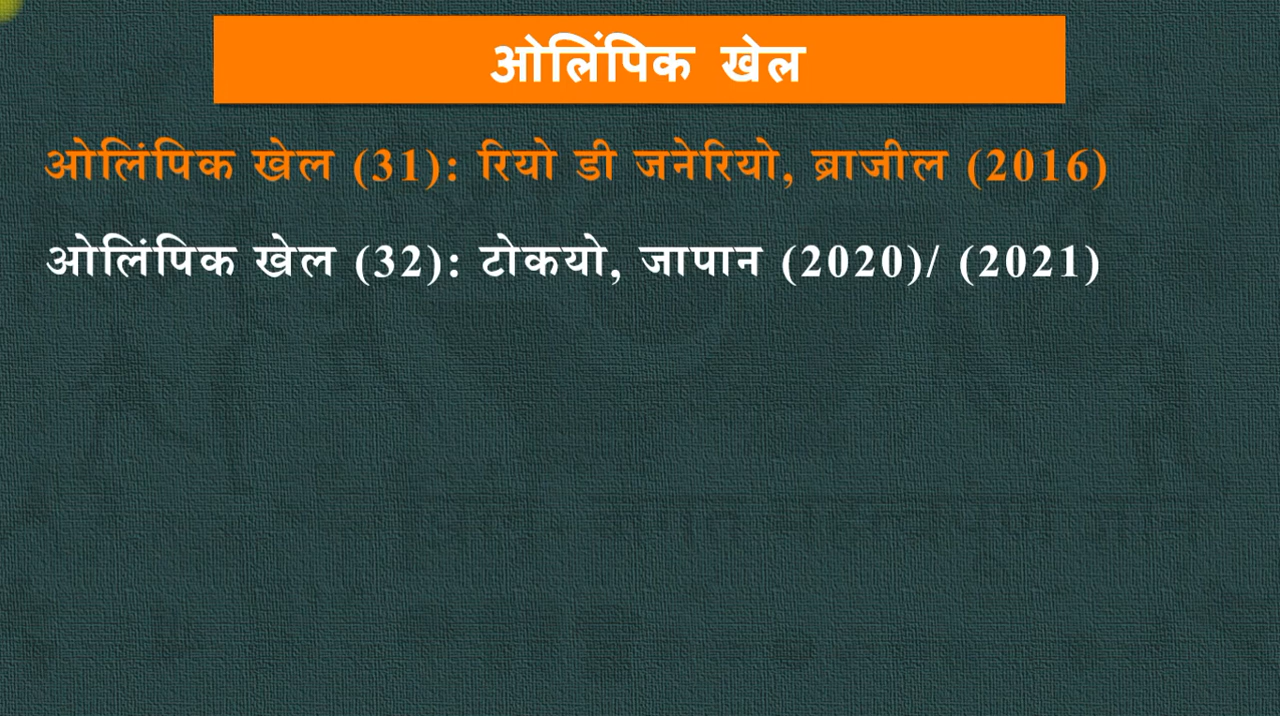 ओलिंपिक खेल
ओलिंपिक खेल (31): रियो डी जनेरियो, ब्राजील (2016)
ओलिंपिक खेल (32): टोकयो, जापान (2020)/ (2021)